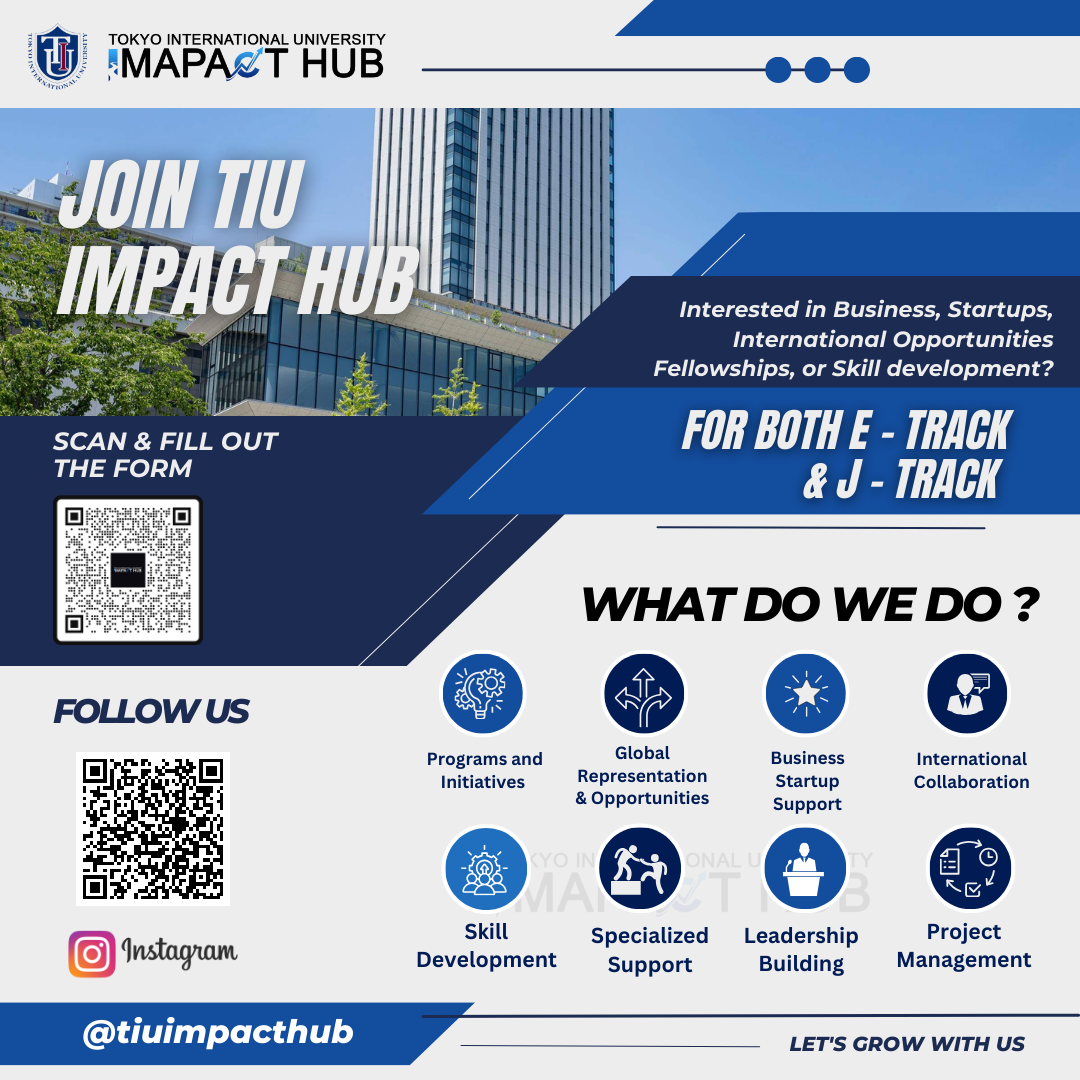 TOKYO INTERNATIONAL UNIVERSITY
TOKYO INTERNATIONAL UNIVERSITY
IMAPACT HUB
JOIN TIU
IMPACT HUB
Interested in Business, Startups,
International Opportunities
Fellowships, or Skill development?
FOR BOTH E - TRACK
& J - TRACK
SCAN & FILL OUT
THE FORM
WHAT DO WE DO ?
Programs and
Initiatives
Global
Representation
& Opportunities
Business
Startup
Support
International
Collaboration
Skill
Development
Specialized
Support
Leadership
Building
Project
Management
FOLLOW US
Instagram
@tiuimpacthub
LET'S GROW WITH US